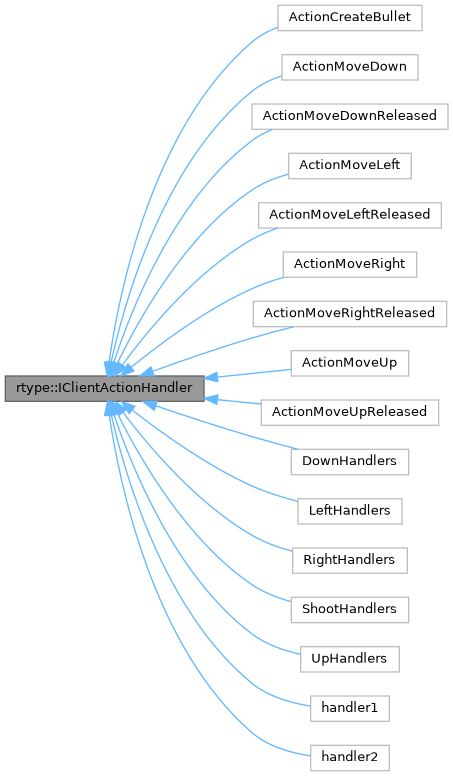 ActionCreateBullet
ActionMoveDown
ActionMoveDownReleased
ActionMoveLeft
ActionMoveLeftReleased
ActionMoveRight
ActionMoveRightReleased
ActionMoveUp
rtype::IClientActionHandler
ActionMoveUpReleased
DownHandlers
LeftHandlers
RightHandlers
ShootHandlers
UpHandlers
handler1
handler2